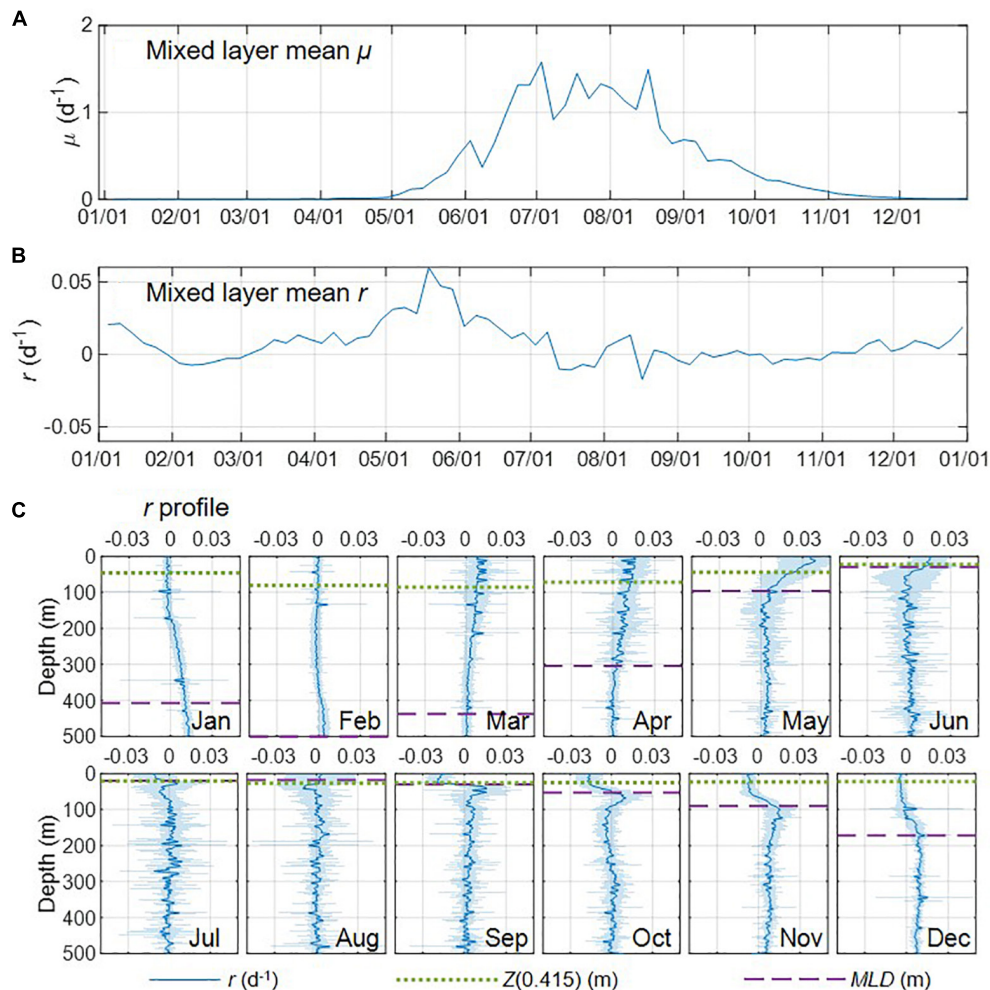 A
Mixed layer mean μ
μ (d-1)
2
1
0
01/01 02/01 03/01 04/01 05/01 06/01 07/01 08/01 09/01 10/01 11/01 12/01
B
Mixed layer mean r
r (d-1)
0.05
0
-0.05
01/01 02/01 03/01 04/01 05/01 06/01 07/01 08/01 09/01 10/01 11/01 12/01 01/01
C
r profile
-0.03 0 0.03 -0.03 0 0.03 -0.03 0 0.03 -0.03 0 0.03 -0.03 0 0.03 -0.03 0 0.03
Depth (m)
0
100
200
300
400
500
Jan Feb Mar Apr May Jun
-0.03 0 0.03 -0.03 0 0.03 -0.03 0 0.03 -0.03 0 0.03 -0.03 0 0.03 -0.03 0 0.03
Depth (m)
0
100
200
300
400
500
Jul Aug Sep Oct Nov Dec
r (d-1) Z(0.415) (m) MLD (m)